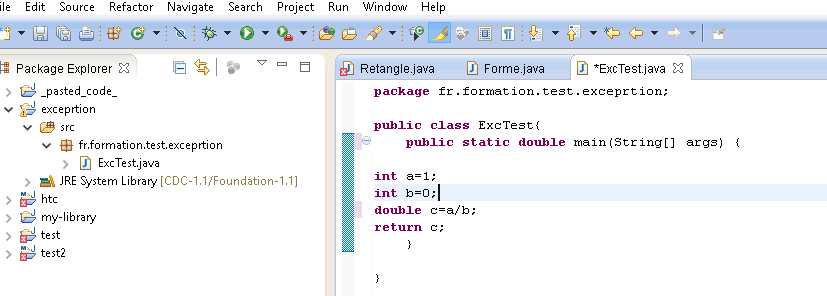 edit Source Refactor Navigate Search Project Run Window Help
Package Explorer
Retangle.java Forme.java *ExcTest.java
_pasted_code_
exceprtion
src
fr.formation.test.exceprtion
ExcTest.java
JRE System Library [CDC-1.1/Foundation-1.1]
htc
my-library
test
test2
package fr.formation.test.exceprtion;
public class ExcTest{
public static double main(String[] args) {
int a=1;
int b=0;
double c=a/b;
return c;
}
}